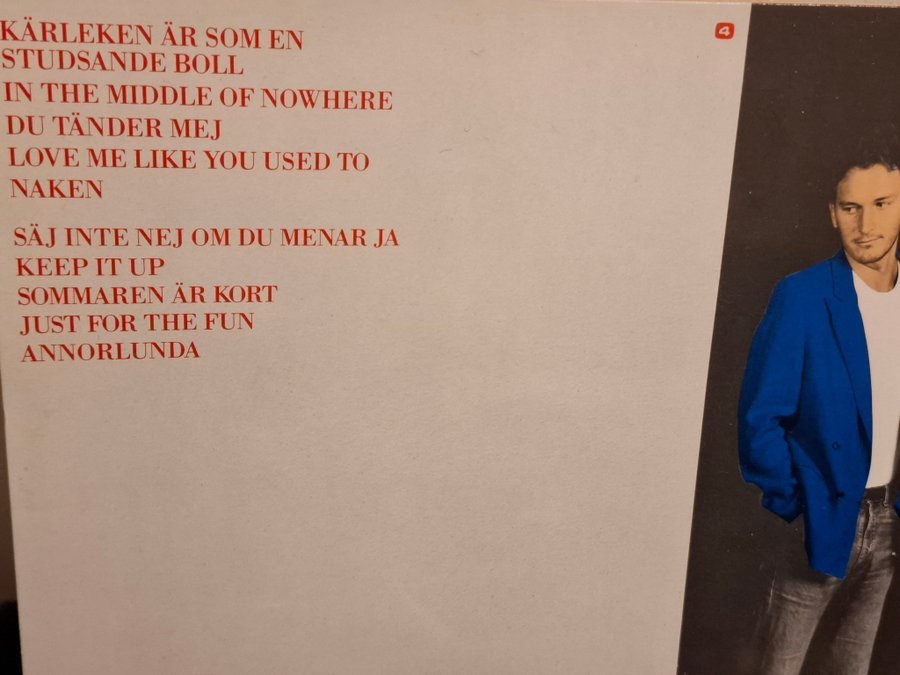 KÄRLEKEN ÄR SOM EN
STUDSANDE BOLL
IN THE MIDDLE OF NOWHERE
DU TÄNDER MEJ
LOVE ME LIKE YOU USED TO
NAKEN
SÄJ INTE NEJ OM DU MENAR JA
KEEP IT UP
SOMMAREN ÄR KORT
JUST FOR THE FUN
ANNORLUNDA
4